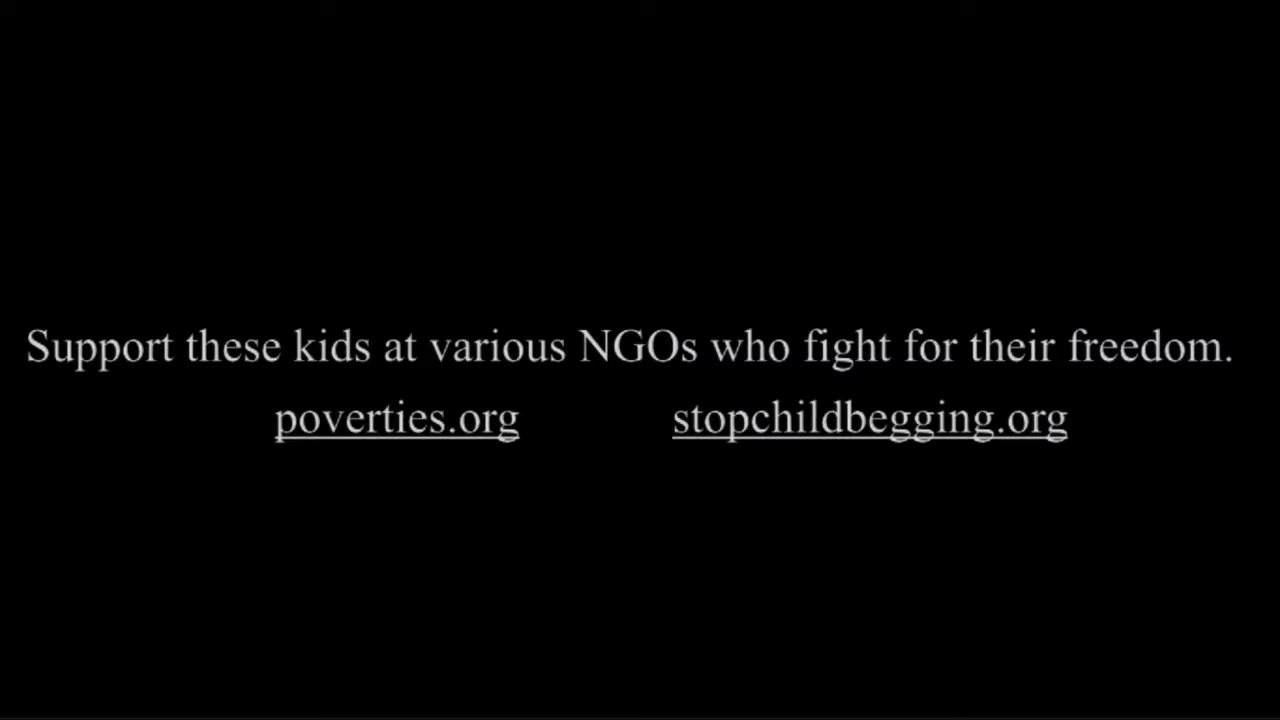 Support these kids at various NGOs who fight for their freedom.
poverties.org stopchildbegging.org